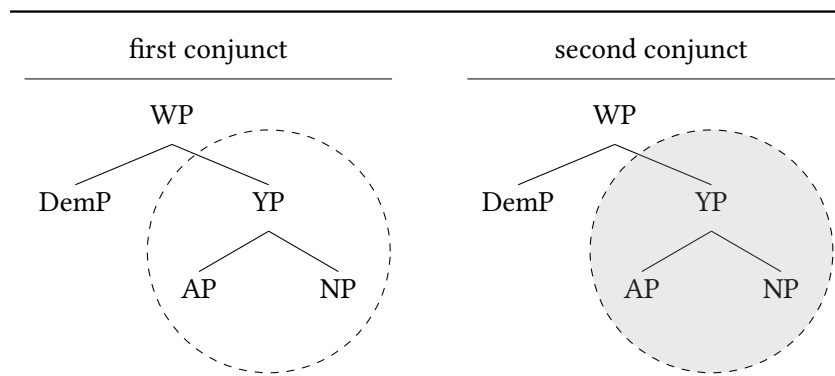 first conjunct second conjunct
WP WP
DemP YP DemP YP
AP NP AP NP